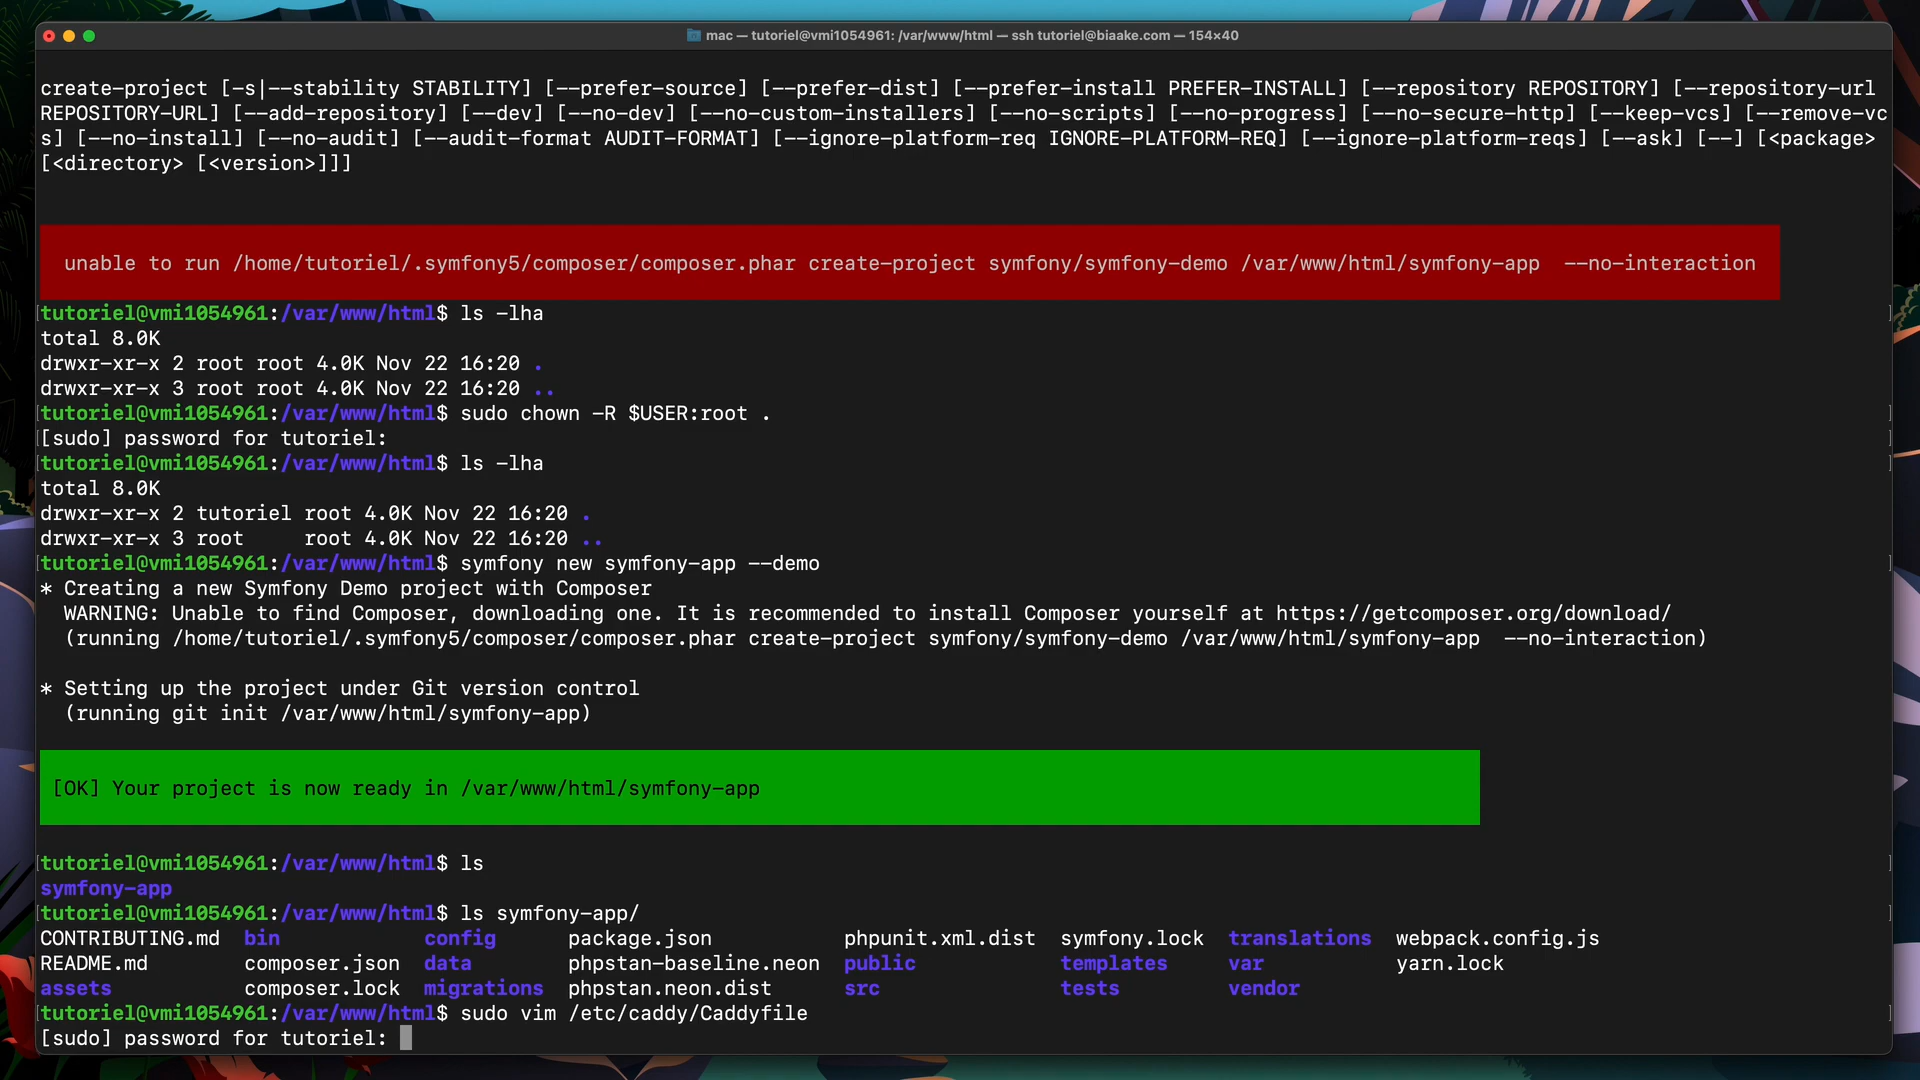 mac — tutoriel@vmi1054961: /var/www/html — ssh tutoriel@biaake.com — 154×40
create-project [-s|--stability STABILITY] [--prefer-source] [--prefer-dist] [--prefer-install PREFER-INSTALL] [--repository REPOSITORY] [--repository-url
REPOSITORY-URL] [--add-repository] [--dev] [--no-dev] [--no-custom-installers] [--no-scripts] [--no-progress] [--no-secure-http] [--keep-vcs] [--remove-vc
s] [--no-install] [--no-audit] [--audit-format AUDIT-FORMAT] [--ignore-platform-req IGNORE-PLATFORM-REQ] [--ignore-platform-reqs] [--ask] [--] [<package>
[<directory> [<version>]]]
unable to run /home/tutoriel/.symfony5/composer/composer.phar create-project symfony/symfony-demo /var/www/html/symfony-app  --no-interaction
tutoriel@vmi1054961:/var/www/html$ ls -lha
total 8.0K
drwxr-xr-x 2 root root 4.0K Nov 22 16:20 .
drwxr-xr-x 3 root root 4.0K Nov 22 16:20 ..
tutoriel@vmi1054961:/var/www/html$ sudo chown -R $USER:root .
[sudo] password for tutoriel:
tutoriel@vmi1054961:/var/www/html$ ls -lha
total 8.0K
drwxr-xr-x 2 tutoriel root 4.0K Nov 22 16:20 .
drwxr-xr-x 3 root     root 4.0K Nov 22 16:20 ..
tutoriel@vmi1054961:/var/www/html$ symfony new symfony-app --demo
* Creating a new Symfony Demo project with Composer
WARNING: Unable to find Composer, downloading one. It is recommended to install Composer yourself at https://getcomposer.org/download/
(running /home/tutoriel/.symfony5/composer/composer.phar create-project symfony/symfony-demo /var/www/html/symfony-app  --no-interaction)
* Setting up the project under Git version control
(running git init /var/www/html/symfony-app)
[OK] Your project is now ready in /var/www/html/symfony-app
tutoriel@vmi1054961:/var/www/html$ ls
symfony-app
tutoriel@vmi1054961:/var/www/html$ ls symfony-app/
CONTRIBUTING.md  bin            config      package.json           phpunit.xml.dist  symfony.lock  translations  webpack.config.js
README.md        composer.json  data        phpstan-baseline.neon  public            templates     var           yarn.lock
assets           composer.lock  migrations  phpstan.neon.dist      src               tests         vendor
tutoriel@vmi1054961:/var/www/html$ sudo vim /etc/caddy/Caddyfile
[sudo] password for tutoriel: